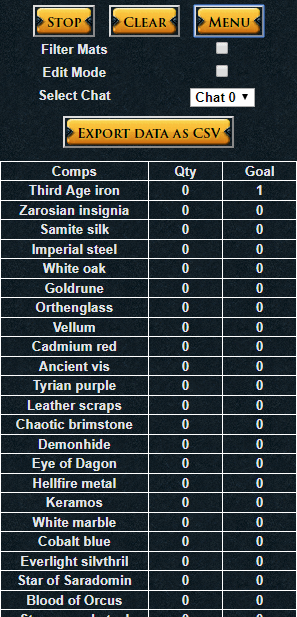 STOP CLEAR MENU
Filter Mats
Edit Mode
Select Chat Chat 0
EXPORT DATA AS CSV
Comps Qty Goal
Third Age iron 0 1
Zarosian insignia 0 0
Samite silk 0 0
Imperial steel 0 0
White oak 0 0
Goldrune 0 0
Orthenglass 0 0
Vellum 0 0
Cadmium red 0 0
Ancient vis 0 0
Tyrian purple 0 0
Leather scraps 0 0
Chaotic brimstone 0 0
Demonhide 0 0
Eye of Dagon 0 0
Hellfire metal 0 0
Keramos 0 0
White marble 0 0
Cobalt blue 0 0
Everlight silvthril 0 0
Star of Saradomin 0 0
Blood of Orcus 0 0